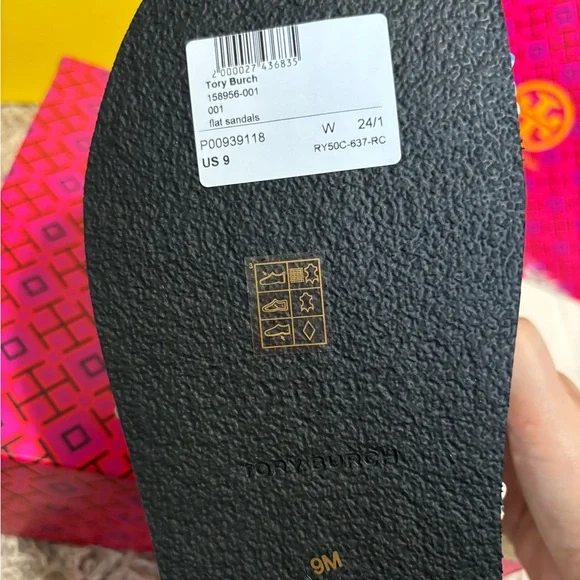 2 000027 436835
Tory Burch
158956-001
001
flat sandals
P00939118 W 24/1
US 9 RY50C-637-RC
3
TORY BURCH
9M